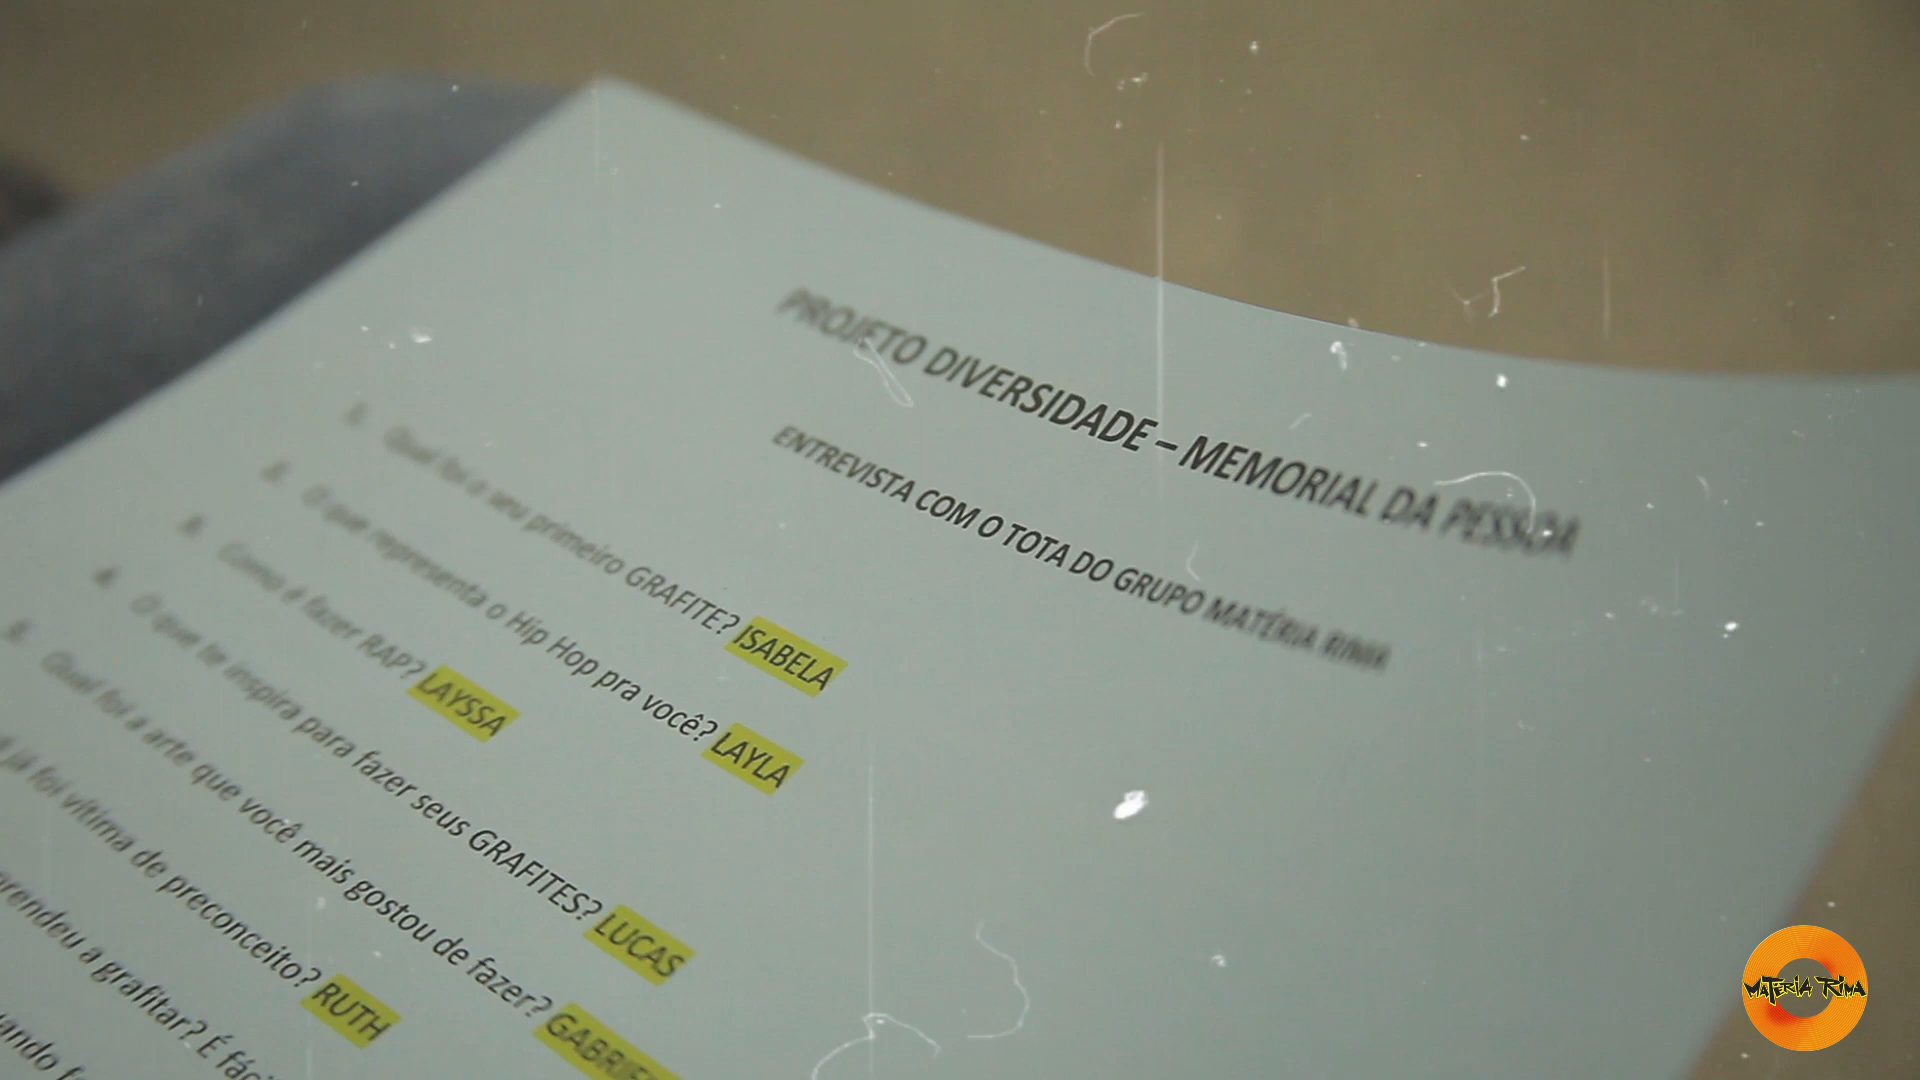 PROJETO DIVERSIDADE – MEMORIAL DA PESSOA
ENTREVISTA COM O TOTA DO GRUPO MATÉRIA RIMA
1. Qual foi o seu primeiro GRAFITE? ISABELA
2. O que representa o Hip Hop pra você? LAYLA
3. Como é fazer RAP? LAYSSA
4. O que te inspira para fazer seus GRAFITES? LUCAS
5. Qual foi a arte que você mais gostou de fazer?
já foi vítima de preconceito? RUTH
a grafitar? É
MATÉRIA RIMA